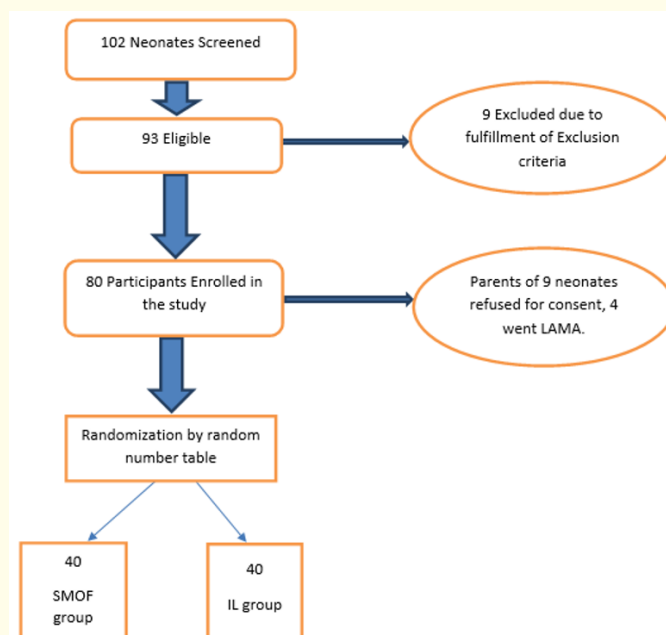 102 Neonates Screened
93 Eligible
9 Excluded due to
fulfillment of Exclusion
criteria
80 Participants Enrolled in
the study
Parents of 9 neonates
refused for consent, 4
went LAMA.
Randomization by random
number table
40
SMOF
group
40
IL group